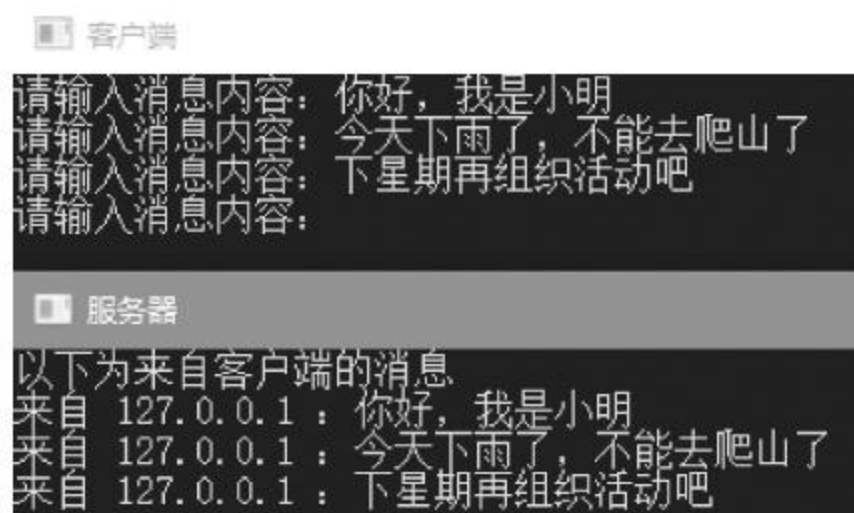 客户端
请输入消息内容：你好，我是小明
请输入消息内容：今天下雨了，不能去爬山了
请输入消息内容：下星期再组织活动吧
请输入消息内容：
服务器
以下为来自客户端的消息
来自 127.0.0.1 ：你好，我是小明
来自 127.0.0.1 ：今天下雨了，不能去爬山了
来自 127.0.0.1 ：下星期再组织活动吧